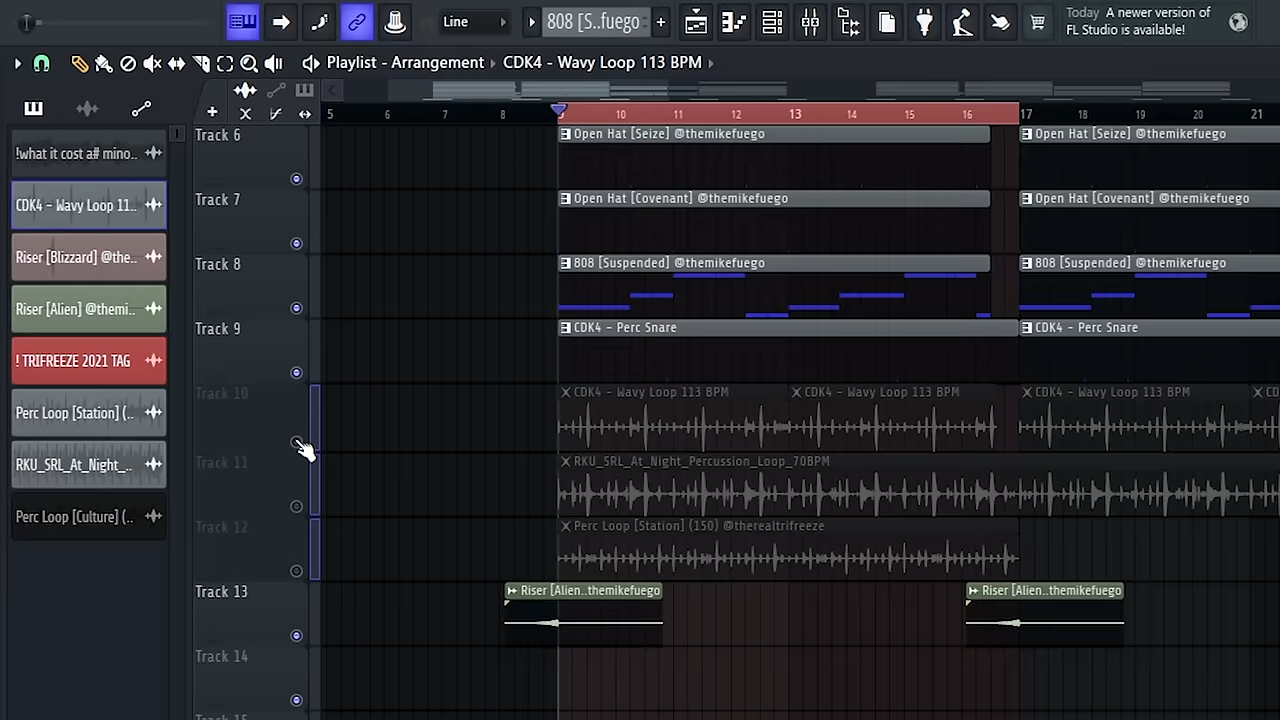 Line
808 [S..fuego
Today A newer version of
FL Studio is available!
Playlist - Arrangement › CDK4 - Wavy Loop 113 BPM ›
5 6 7 8 9 10 11 12 13 14 15 16 17 18 19 20 21
!what it cost a# mino..
CDK4 - Wavy Loop 11..
Riser [Blizzard] @the..
Riser [Alien] @themi..
! TRIFREEZE 2021 TAG
Perc Loop [Station] (..
RKU_SRL_At_Night_..
Perc Loop [Culture] (..
Track 6
Open Hat [Seize] @themikefuego
Open Hat [Seize] @themikefuego
Track 7
Open Hat [Covenant] @themikefuego
Open Hat [Covenant] @themikefuego
Track 8
808 [Suspended] @themikefuego
808 [Suspended] @themikefuego
Track 9
CDK4 - Perc Snare
CDK4 - Perc Snare
Track 10
CDK4 - Wavy Loop 113 BPM
CDK4 - Wavy Loop 113 BPM
CDK4 - Wavy Loop 113 BPM
CD
Track 11
RKU_SRL_At_Night_Percussion_Loop_70BPM
Track 12
Perc Loop [Station] (150) @therealtrifreeze
Track 13
Riser [Alien..themikefuego
Riser [Alien..themikefuego
Track 14